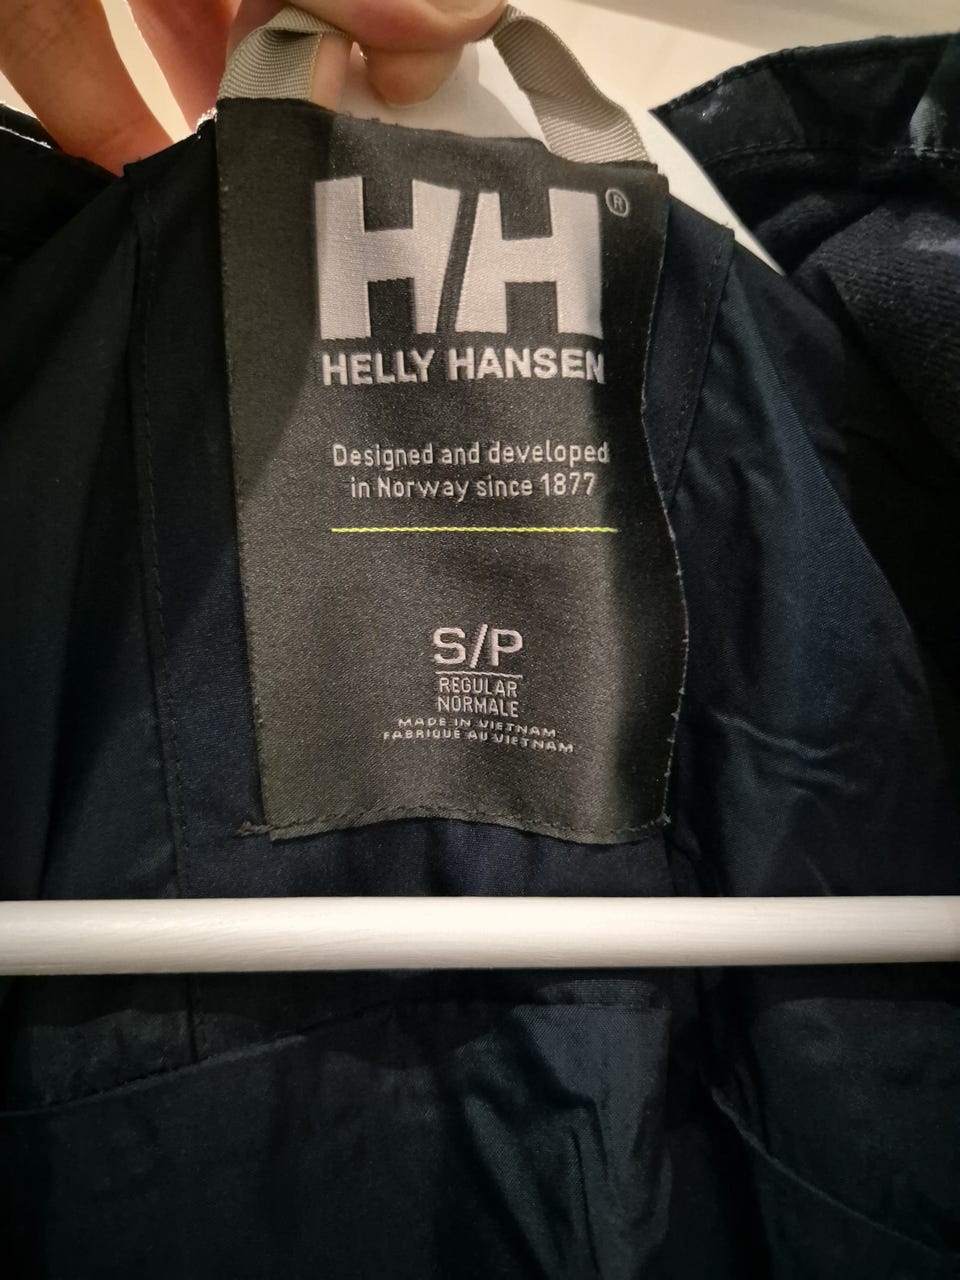 HH®
HELLY HANSEN
Designed and developed
in Norway since 1877
S/P
REGULAR
NORMALE
MADE IN VIETNAM
FABRIQUÉ AU VIETNAM